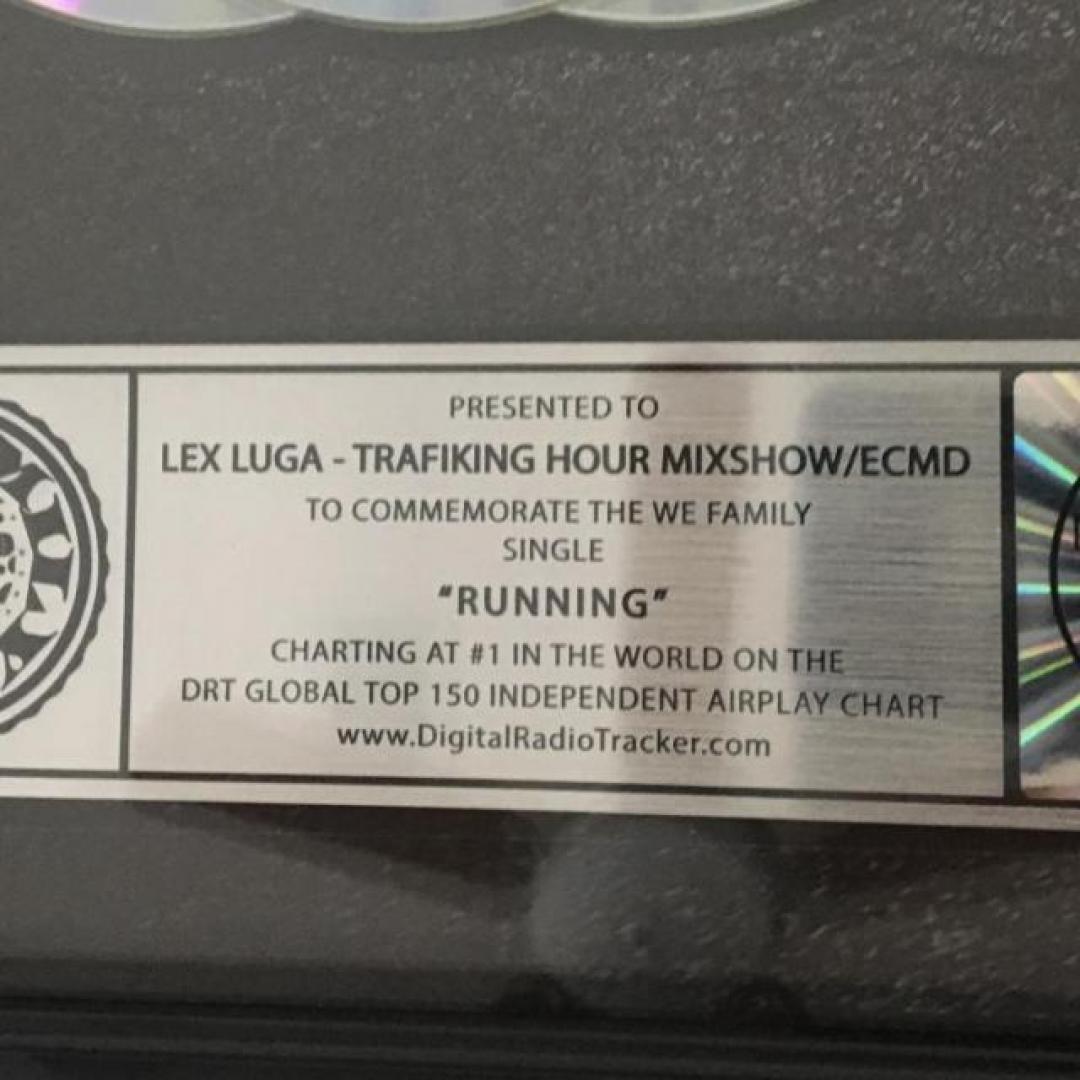 PRESENTED TO
LEX LUGA - TRAFIKING HOUR MIXSHOW/ECMD
TO COMMEMORATE THE WE FAMILY
SINGLE
"RUNNING"
CHARTING AT #1 IN THE WORLD ON THE
DRT GLOBAL TOP 150 INDEPENDENT AIRPLAY CHART
www.DigitalRadioTracker.com